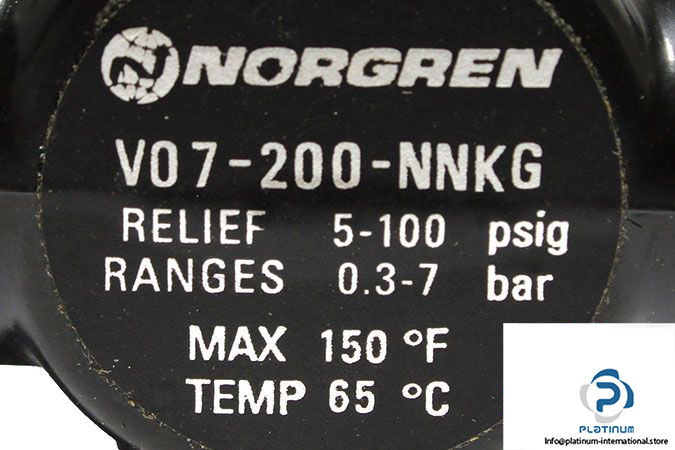 NORGREN
V07-200-NNKG
RELIEF 5-100 psig
RANGES 0.3-7 bar
MAX 150 °F
TEMP 65 °C
PLATINUM
Info@platinum-international.store